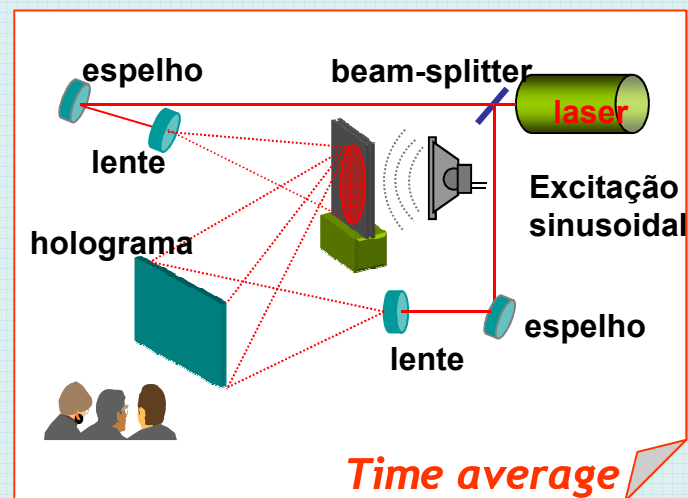 espelho
beam-splitter
laser
lente
Excitação
sinusoidal
holograma
espelho
lente
Time average